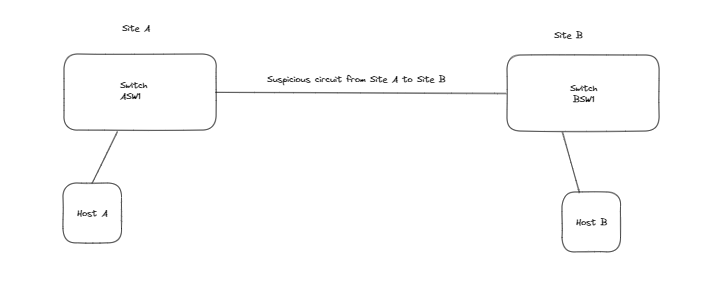 Site A
Site B
Suspicious circuit from Site A to Site B
Switch
ASW1
Switch
BSW1
Host A
Host B